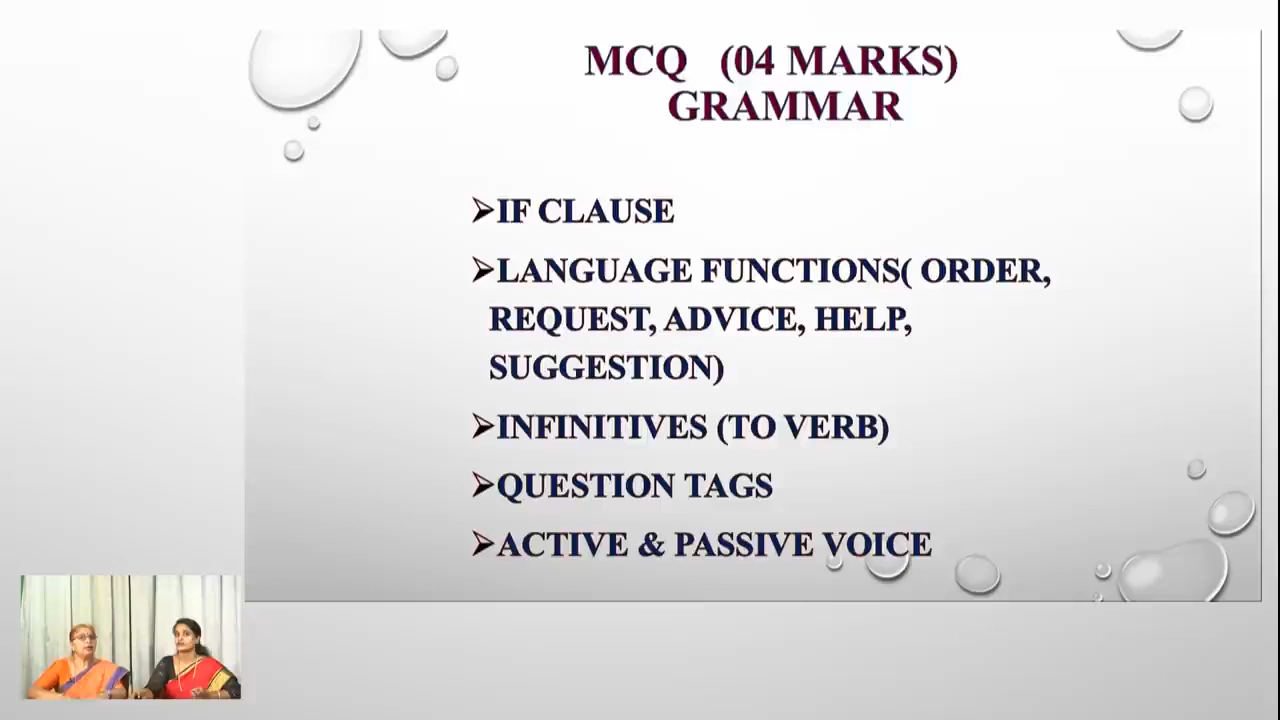 MCQ (04 MARKS)
GRAMMAR
➢IF CLAUSE
➢LANGUAGE FUNCTIONS( ORDER,
REQUEST, ADVICE, HELP,
SUGGESTION)
➢INFINITIVES (TO VERB)
➢QUESTION TAGS
➢ACTIVE & PASSIVE VOICE